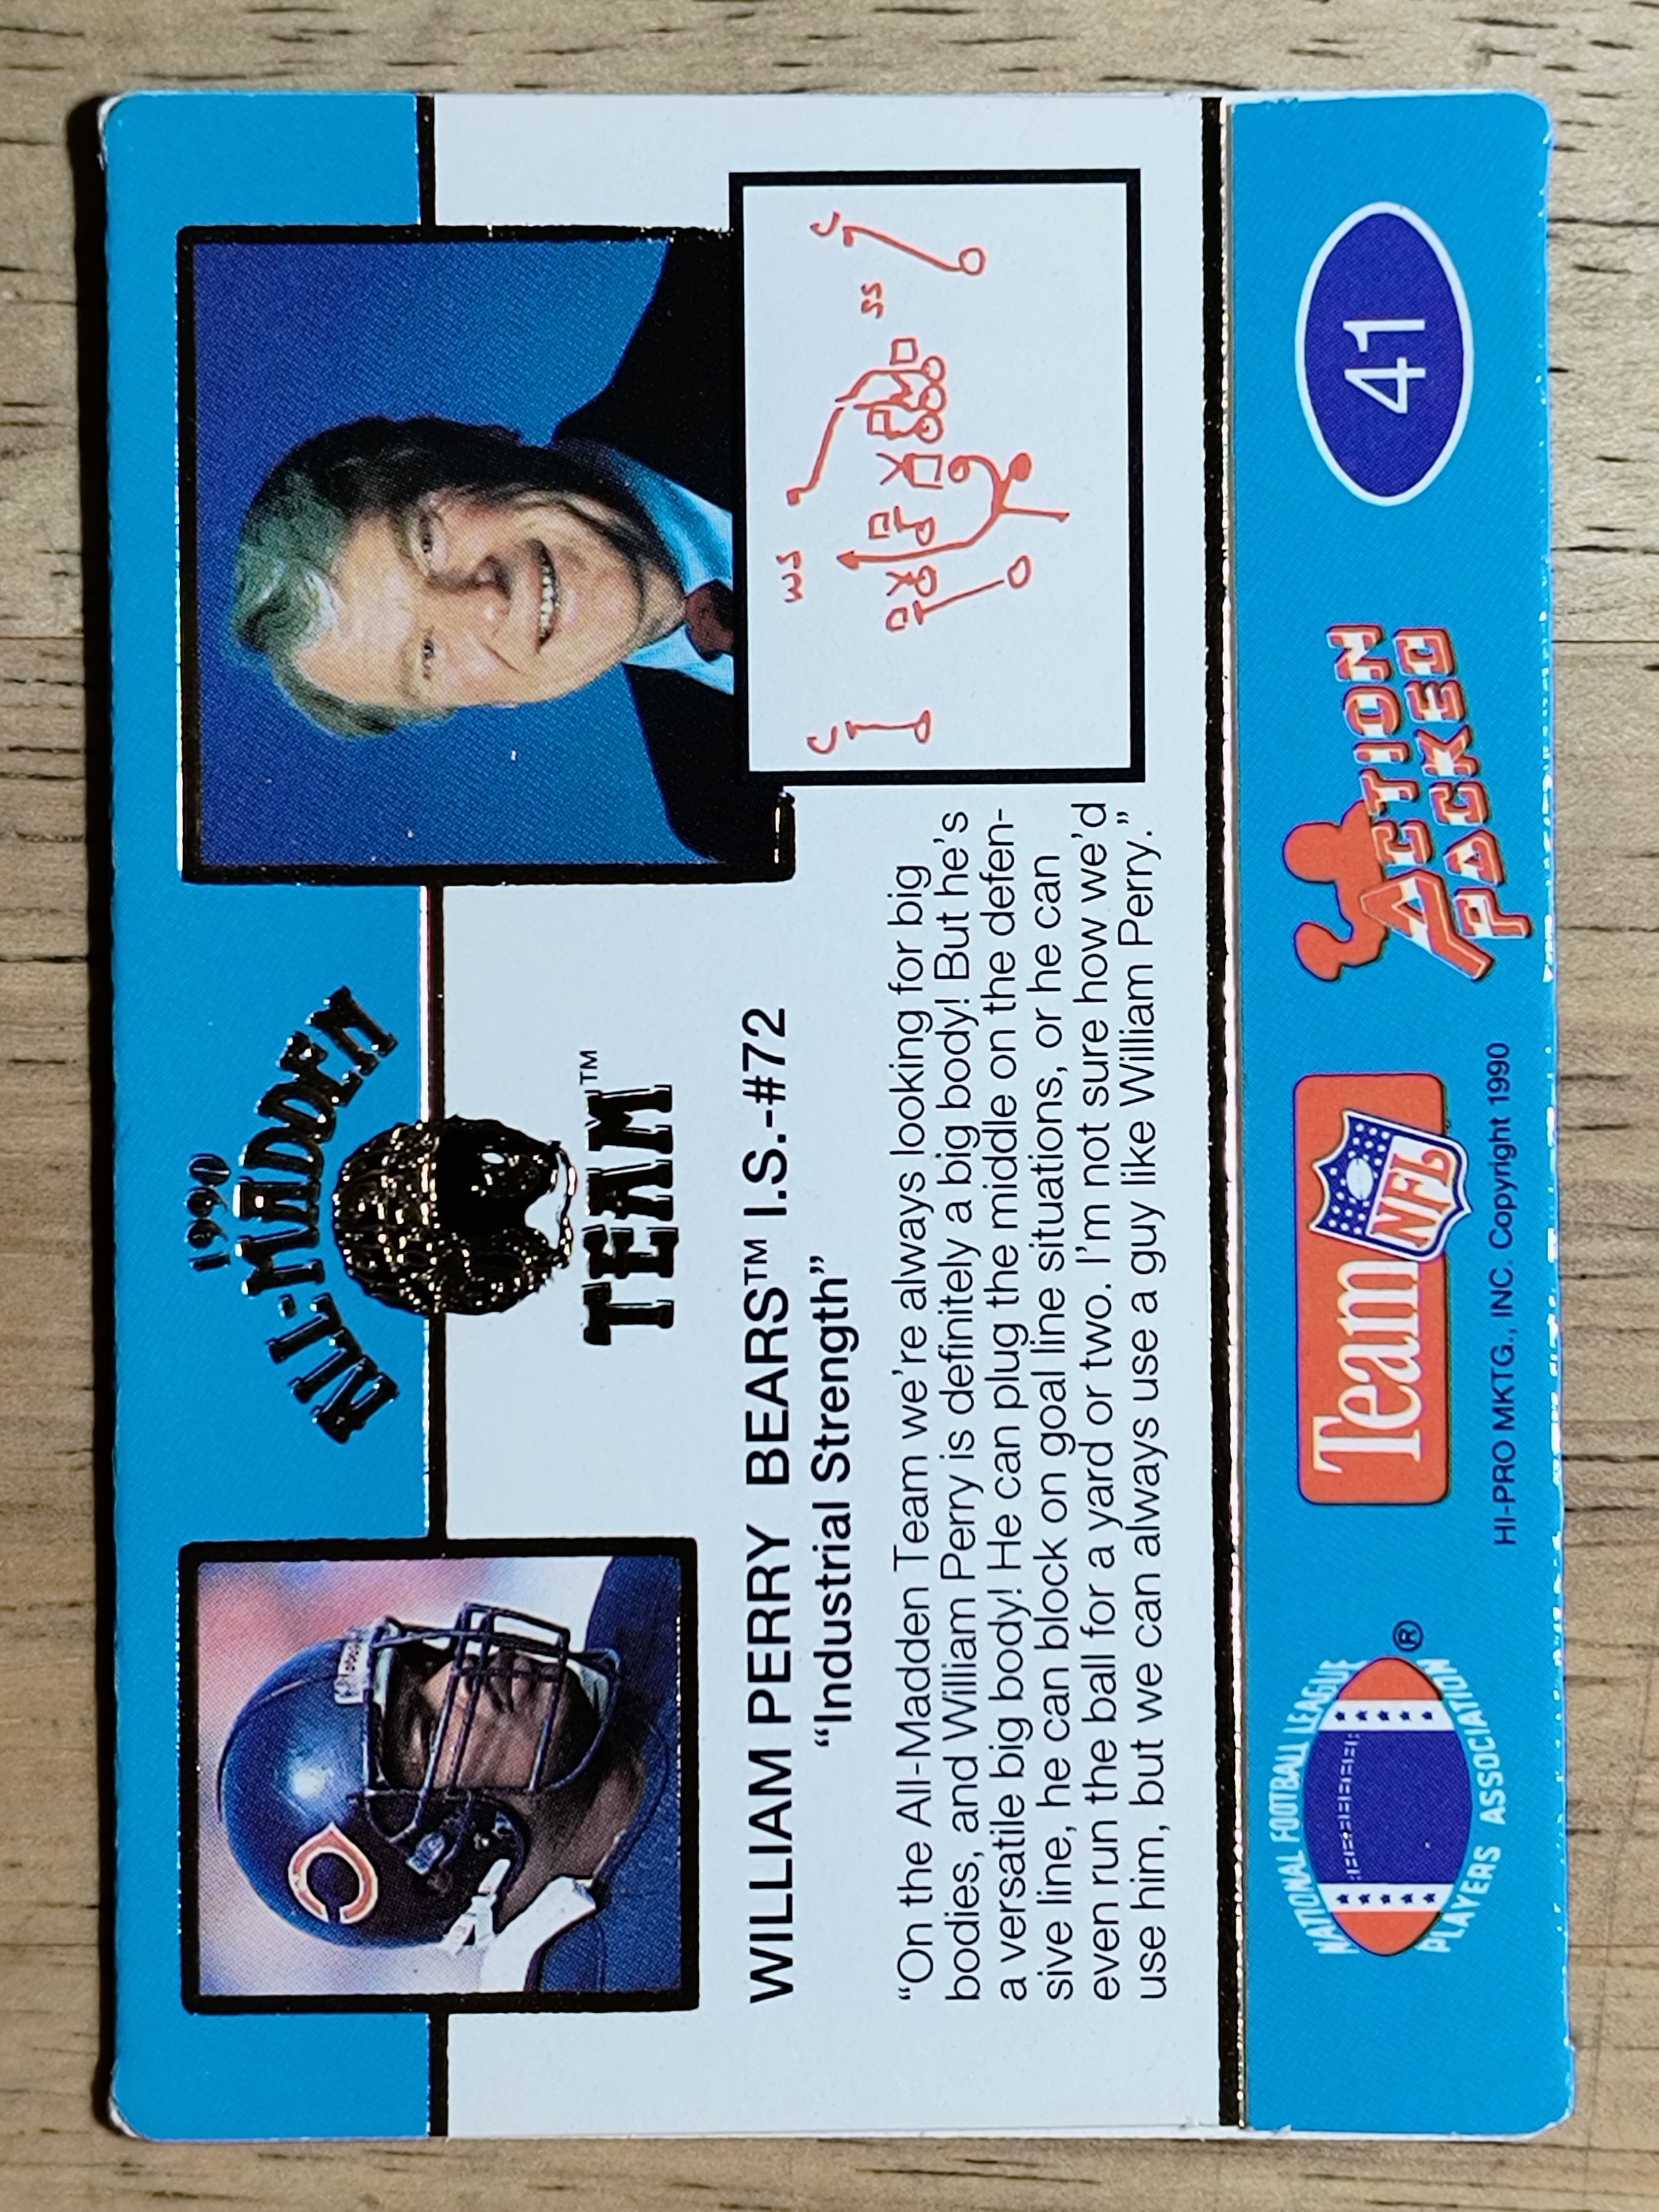 1990
ALL-MADDEN
TEAM™
WILLIAM PERRY BEARS™ I.S.-#72
“Industrial Strength”
“On the All-Madden Team we’re always looking for big
bodies, and William Perry is definitely a big body! But he’s
a versatile big body! He can plug the middle on the defen-
sive line, he can block on goal line situations, or he can
even run the ball for a yard or two. I’m not sure how we’d
use him, but we can always use a guy like William Perry.”
C
WS
SS
C
NATIONAL FOOTBALL LEAGUE
PLAYERS ASSOCIATION
®
Team NFL
HI-PRO MKTG., INC. Copyright 1990
ACTION
PACKED
41